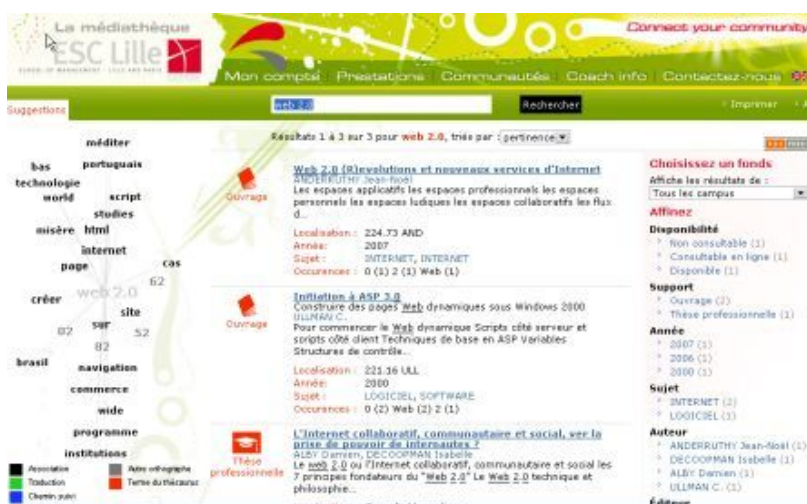 La médiathèque
ESC Lille
SCHOOL OF MANAGEMENT - LILLE AND PARIS
Connect your community
Mon compte Prestations Communautés Coach info Contactez-nous
Suggestions
web 2.0
Rechercher
Imprimer
Résultats 1 à 3 sur 3 pour web 2.0, triés par : pertinence
méditer
bas portuguais
technologie
world script
studies
misère html
internet
page cas
62
créer web 2.0
site
02 sur 52
82
brasil navigation
commerce
wide
programme
institutions
Association Autre orthographe
Traduction Terme du thésaurus
Chemin suivi
Ouvrage
Web 2.0 (R)evolutions et nouveaux services d'Internet
ANDERRUTHY Jean-Noël
Les espaces applicatifs les espaces professionnels les espaces
personnels les espaces ludiques les espaces collaboratifs les flux
d...
Localisation : 224.73 AND
Année: 2007
Sujet : INTERNET, INTERNET
Occurences : 0 (1) 2 (1) Web (1)
Ouvrage
Initiation à ASP 3.0
Construire des pages Web dynamiques sous Windows 2000
ULLMAN C.
Pour commencer le Web dynamique Scripts côté serveur et
scripts côté client Techniques de base en ASP Variables
Structures de contrôle...
Localisation : 221.16 ULL
Année: 2000
Sujet : LOGICIEL, SOFTWARE
Occurences : 0 (2) Web (2) 2 (1)
Thèse
professionnelle
L'Internet collaboratif, communautaire et social, ver la
prise de pouvoir de internautes ?
ALBY Damien, DECOOPMAN Isabelle
Le web 2.0 ou l'Internet collaboratif, communautaire et social les
7 principes fondateurs du "Web 2.0" Le Web 2.0 technique et
philosophie...
Choisissez un fonds
Affiche les résultats de :
Tous les campus
Affinez
Disponibilité
Non consultable (1)
Consultable en ligne (1)
Disponible (1)
Support
Ouvrage (2)
Thèse professionnelle (1)
Année
2007 (1)
2006 (1)
2000 (1)
Sujet
INTERNET (2)
LOGICIEL (1)
Auteur
ANDERRUTHY Jean-Noël (1)
DECOOPMAN Isabelle (1)
ALBY Damien (1)
ULLMAN C. (1)
Éditeur